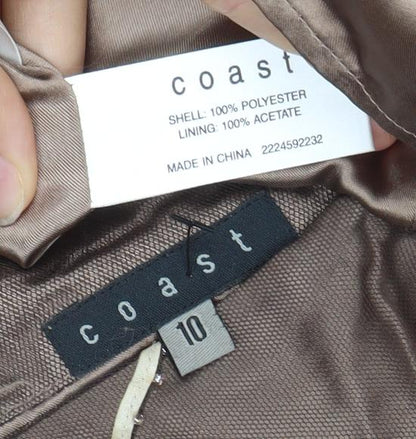 coast
SHELL: 100% POLYESTER
LINING: 100% ACETATE
MADE IN CHINA 2224592232
coast
10